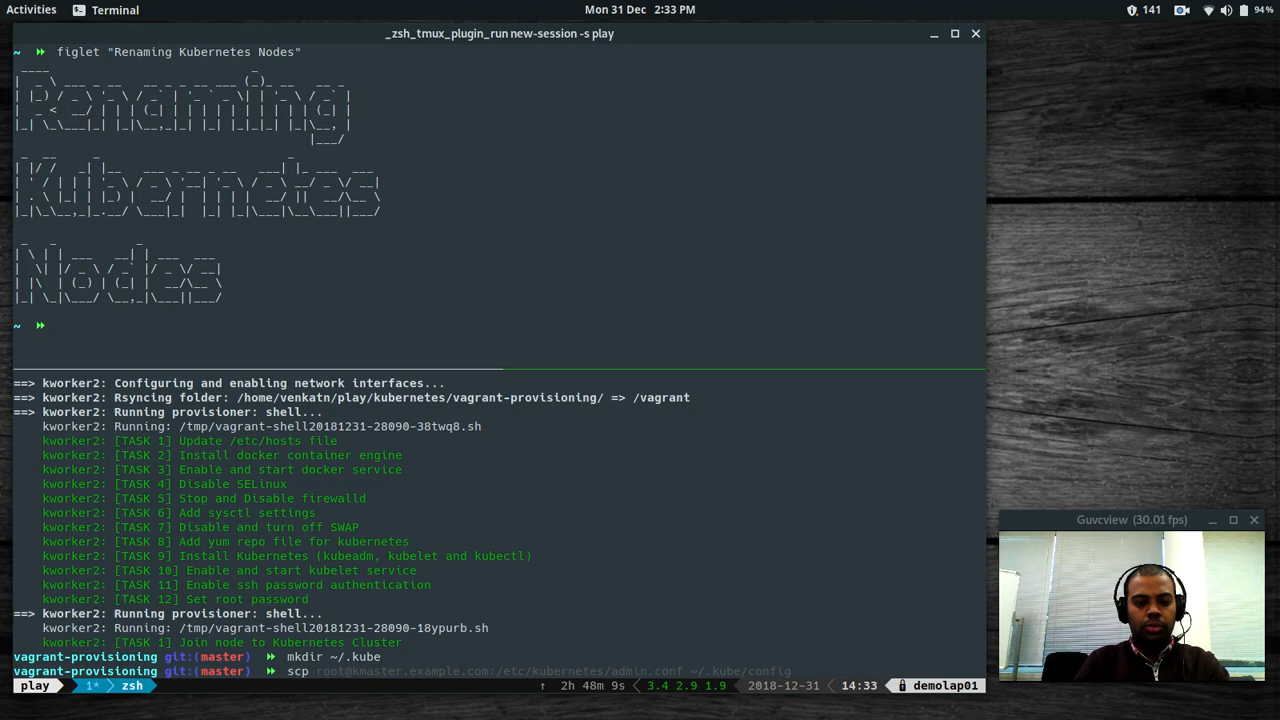 Activities Terminal Mon 31 Dec 2:33 PM 141 94 %
_zsh_tmux_plugin_run new-session -s play
~ figlet "Renaming Kubernetes Nodes"
Renaming
Kubernetes
Nodes
~
==> kworker2: Configuring and enabling network interfaces...
==> kworker2: Rsyncing folder: /home/venkatn/play/kubernetes/vagrant-provisioning/ => /vagrant
==> kworker2: Running provisioner: shell...
kworker2: Running: /tmp/vagrant-shell20181231-28090-38twq8.sh
kworker2: [TASK 1] Update /etc/hosts file
kworker2: [TASK 2] Install docker container engine
kworker2: [TASK 3] Enable and start docker service
kworker2: [TASK 4] Disable SELinux
kworker2: [TASK 5] Stop and Disable firewalld
kworker2: [TASK 6] Add sysctl settings
kworker2: [TASK 7] Disable and turn off SWAP
kworker2: [TASK 8] Add yum repo file for kubernetes
kworker2: [TASK 9] Install Kubernetes (kubeadm, kubelet and kubectl)
kworker2: [TASK 10] Enable and start kubelet service
kworker2: [TASK 11] Enable ssh password authentication
kworker2: [TASK 12] Set root password
==> kworker2: Running provisioner: shell...
kworker2: Running: /tmp/vagrant-shell20181231-28090-18ypurb.sh
kworker2: [TASK 1] Join node to Kubernetes Cluster
vagrant-provisioning git:(master) mkdir ~/.kube
vagrant-provisioning git:(master) scp root@kmaster.example.com:/etc/kubernetes/admin.conf ~/.kube/config
play 1* zsh ↑ 2h 48m 9s 3.4 2.9 1.9 2018-12-31 14:33 demolap01
Guvcview (30.01 fps)